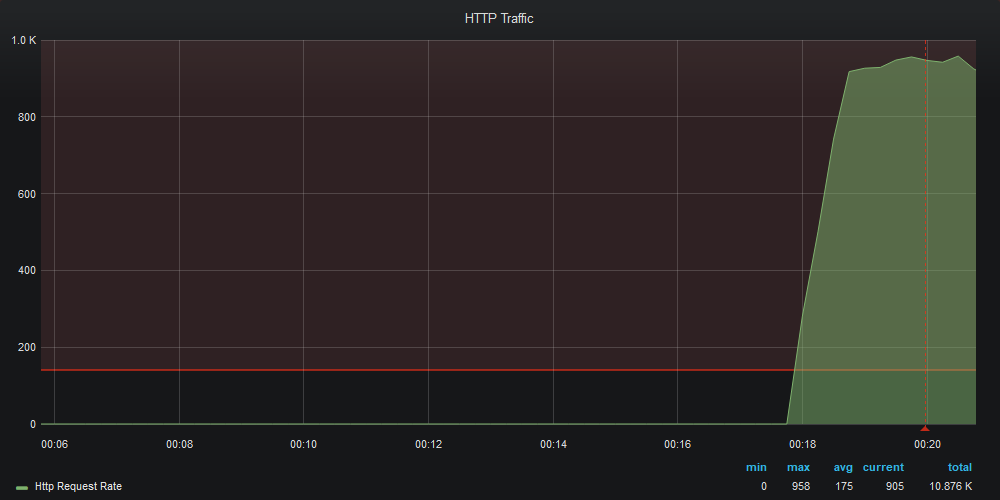 HTTP Traffic
1.0 K
800
600
400
200
0
00:06 00:08 00:10 00:12 00:14 00:16 00:18 00:20
min max avg current total
Http Request Rate 0 958 175 905 10.876 K